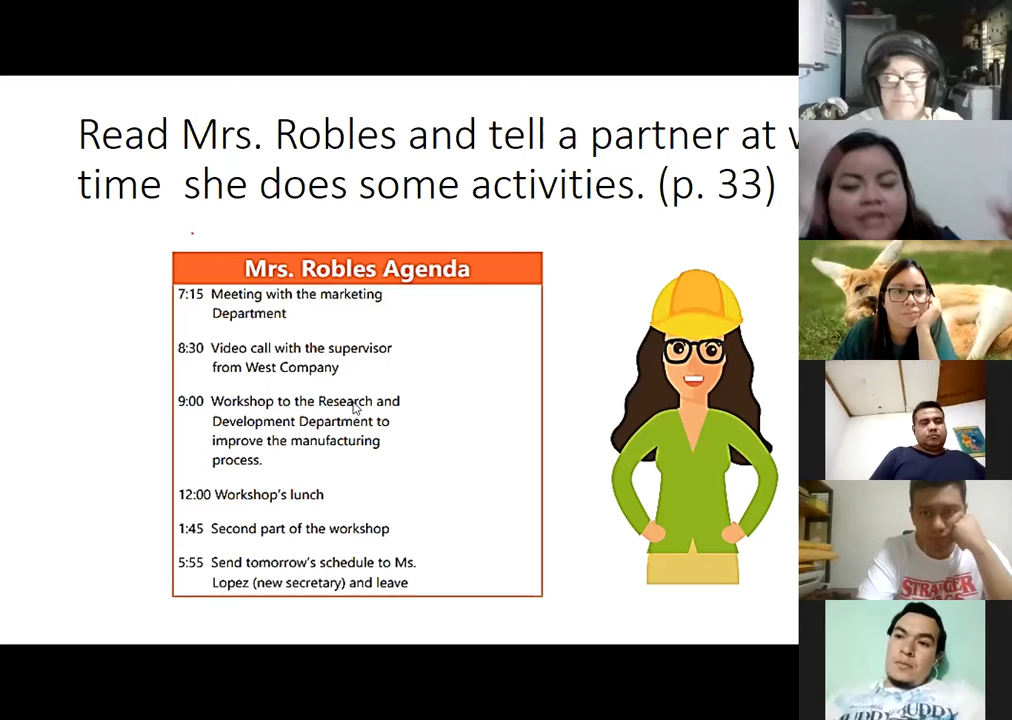 Read Mrs. Robles and tell a partner at
time she does some activities. (p. 33)
Mrs. Robles Agenda
7:15 Meeting with the marketing
Department
8:30 Video call with the supervisor
from West Company
9:00 Workshop to the Research and
Development Department to
improve the manufacturing
process.
12:00 Workshop's lunch
1:45 Second part of the workshop
5:55 Send tomorrow's schedule to Ms.
Lopez (new secretary) and leave
STRANGER